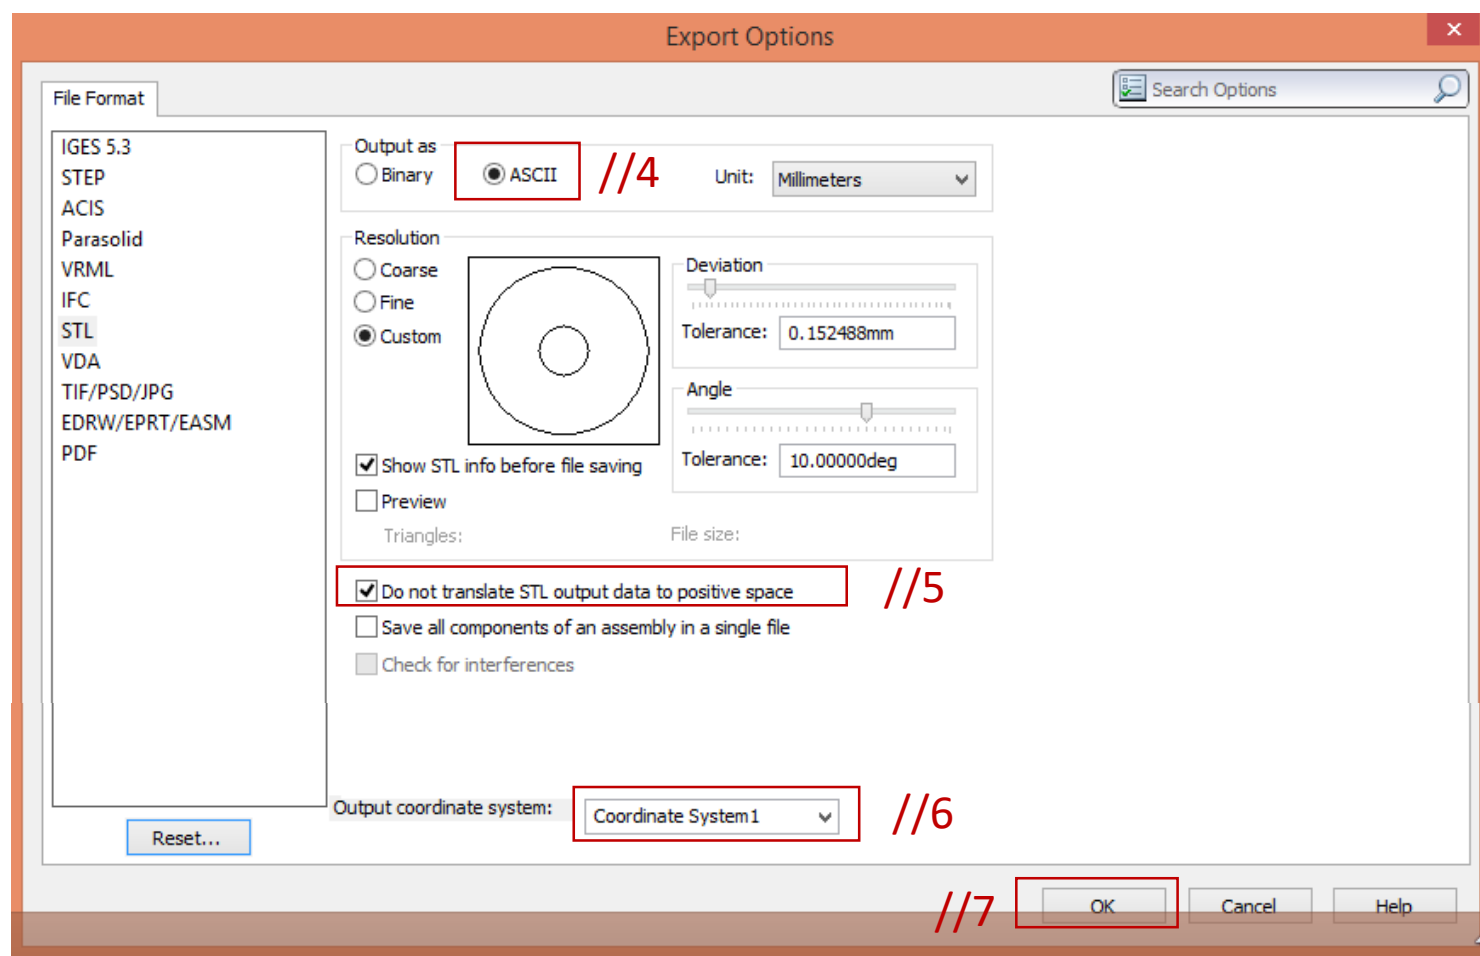 Export Options
×
File Format
Search Options
IGES 5.3
STEP
ACIS
Parasolid
VRML
IFC
STL
VDA
TIF/PSD/JPG
EDRW/EPRT/EASM
PDF
Reset...
Output as
Binary
ASCII
//4
Unit:
Millimeters
Resolution
Coarse
Fine
Custom
Deviation
Tolerance:
0.152488mm
Angle
Tolerance:
10.00000deg
Show STL info before file saving
Preview
Triangles:
File size:
Do not translate STL output data to positive space
//5
Save all components of an assembly in a single file
Check for interferences
Output coordinate system:
Coordinate System1
//6
//7
OK
Cancel
Help